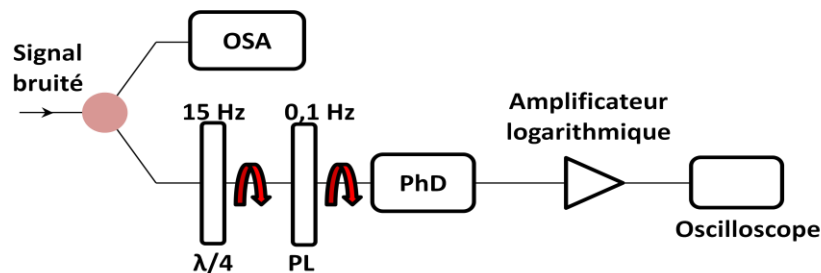 OSA
Signal
bruité
15 Hz
0,1 Hz
Amplificateur
logarithmique
PhD
Oscilloscope
λ/4
PL